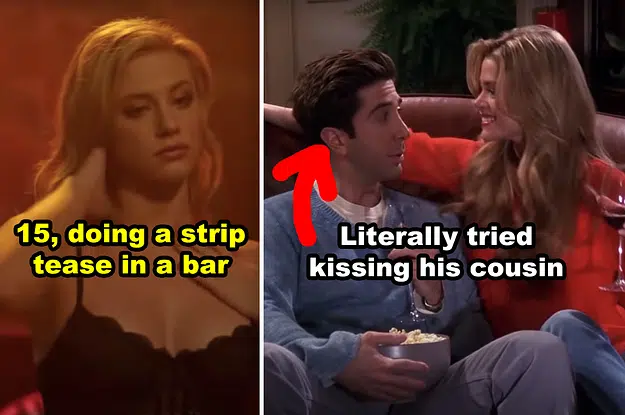 15, doing a strip
tease in a bar
Literally tried
kissing his cousin